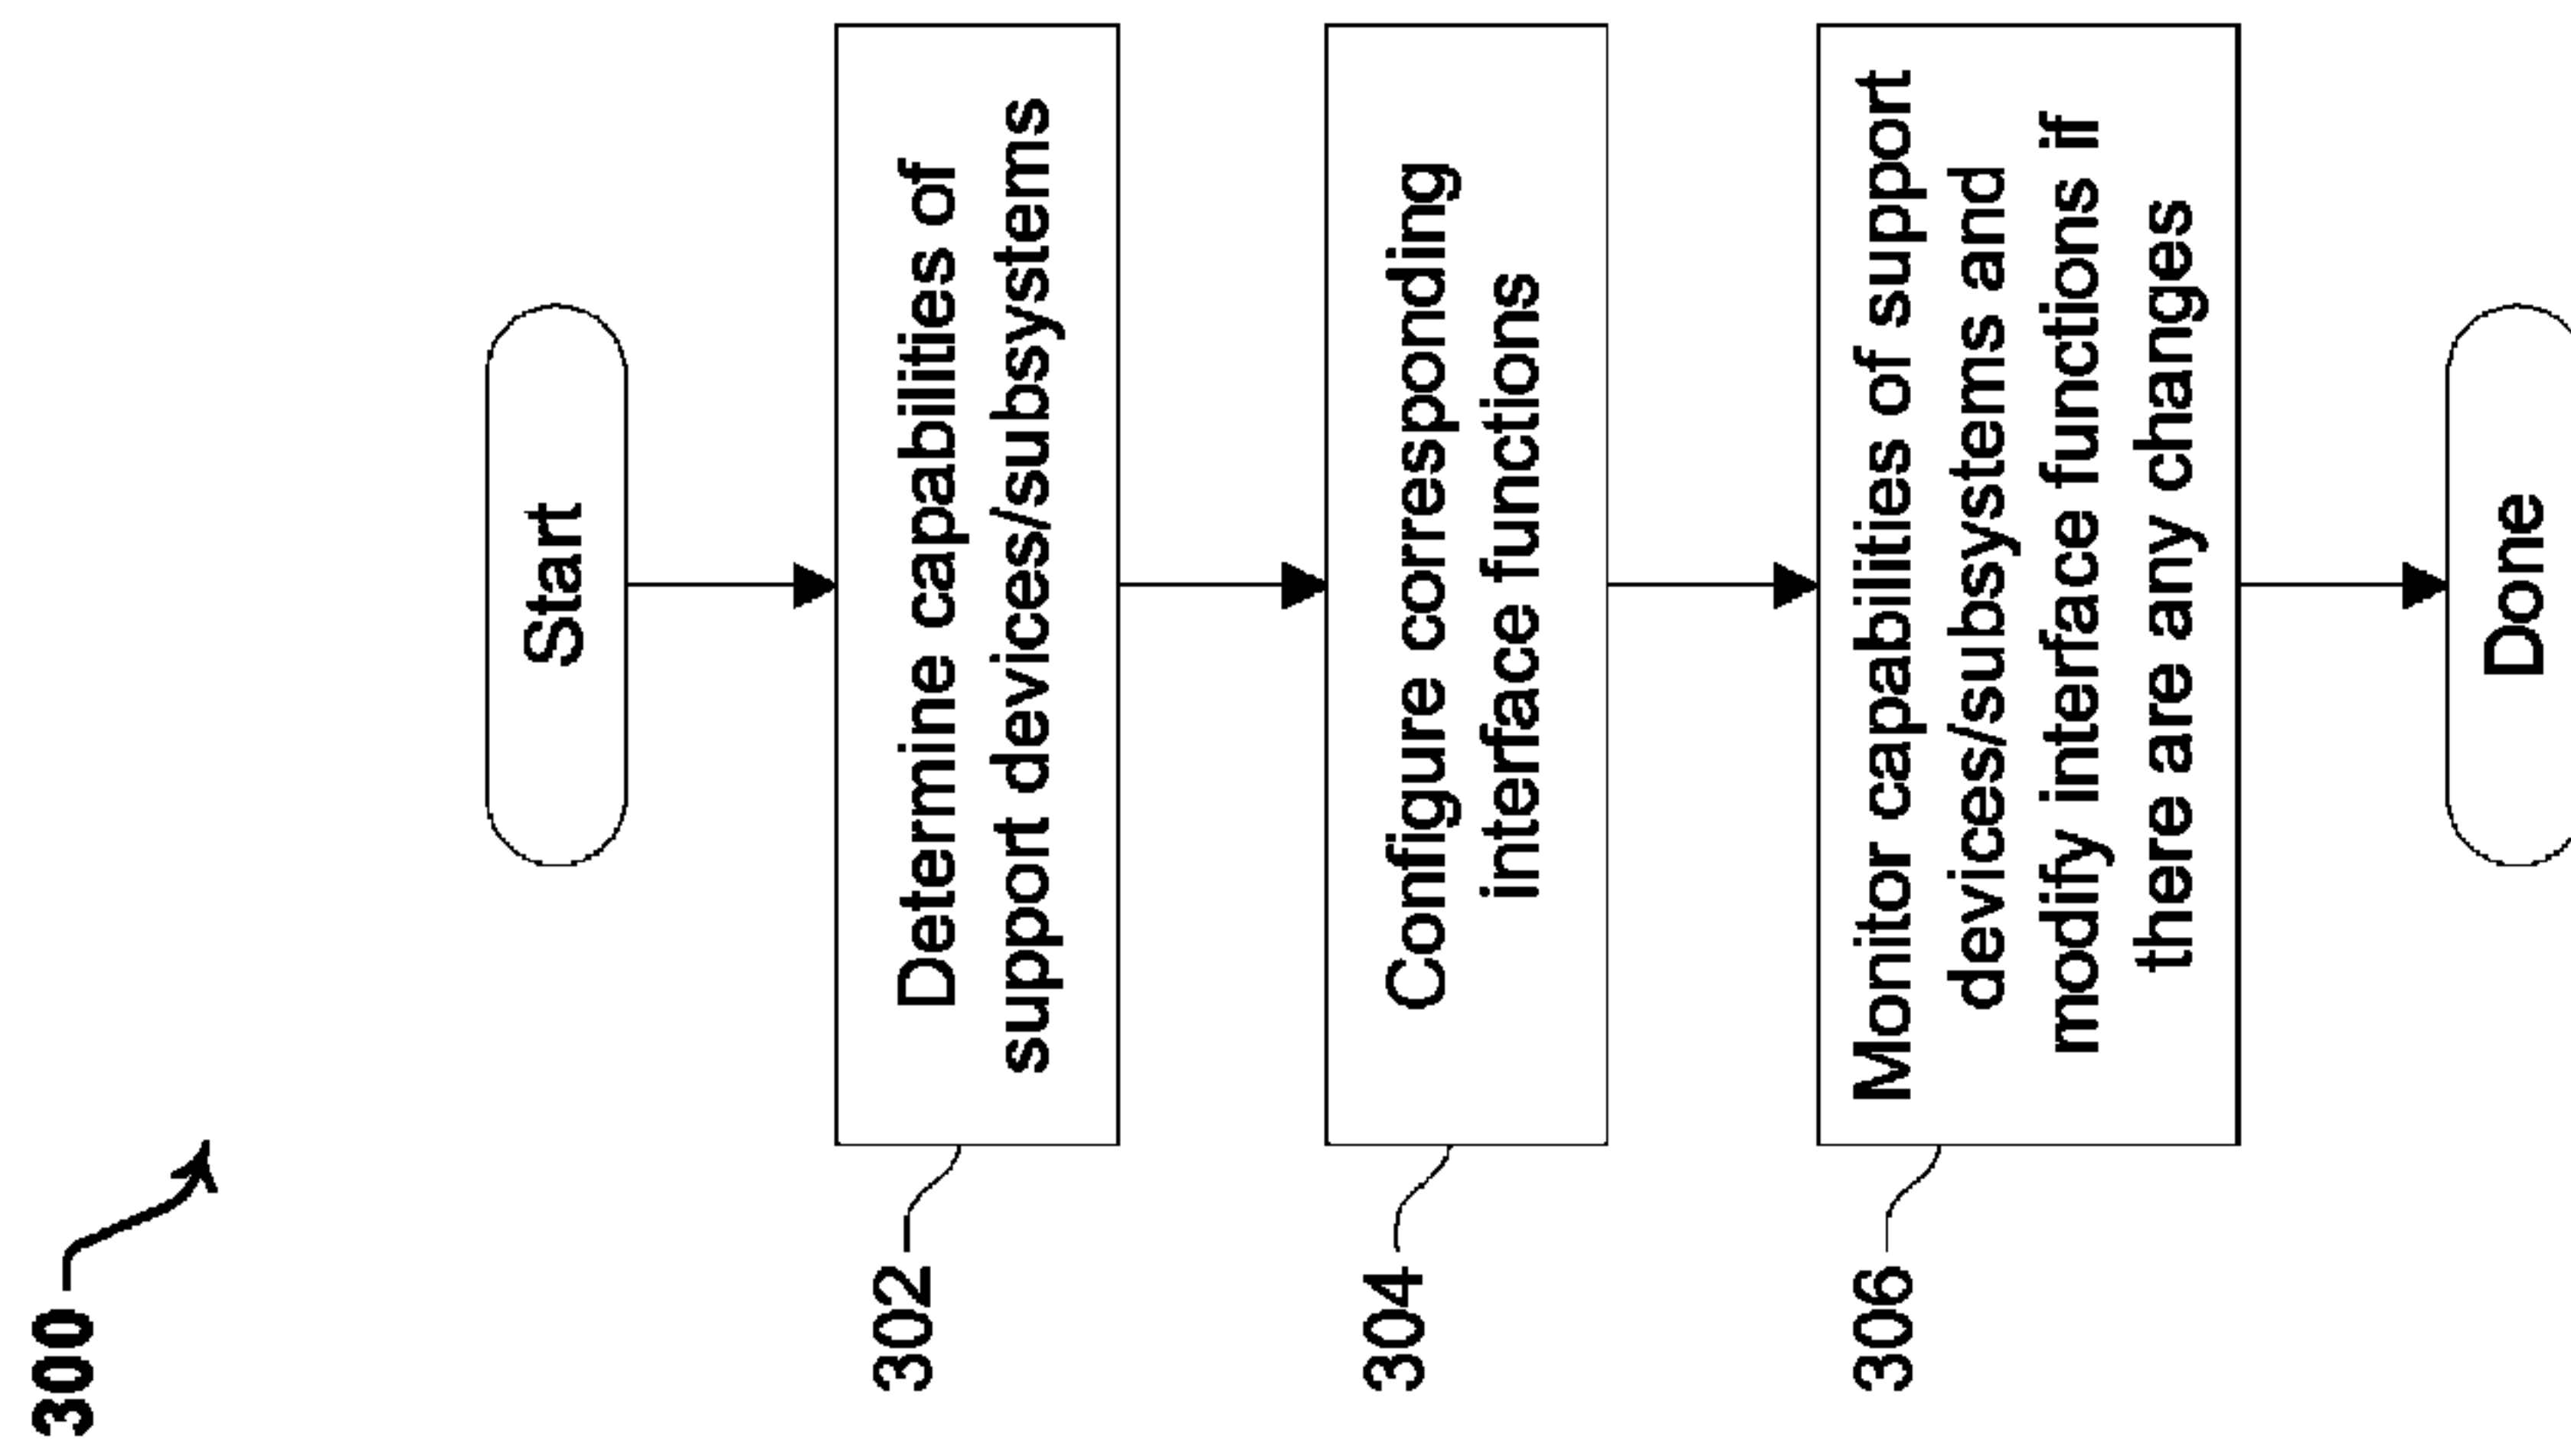 300
Start
302
Determine capabilities of
support devices/subsystems
304
Configure corresponding
interface functions
306
Monitor capabilities of support
devices/subsystems and
modify interface functions if
there are any changes
Done